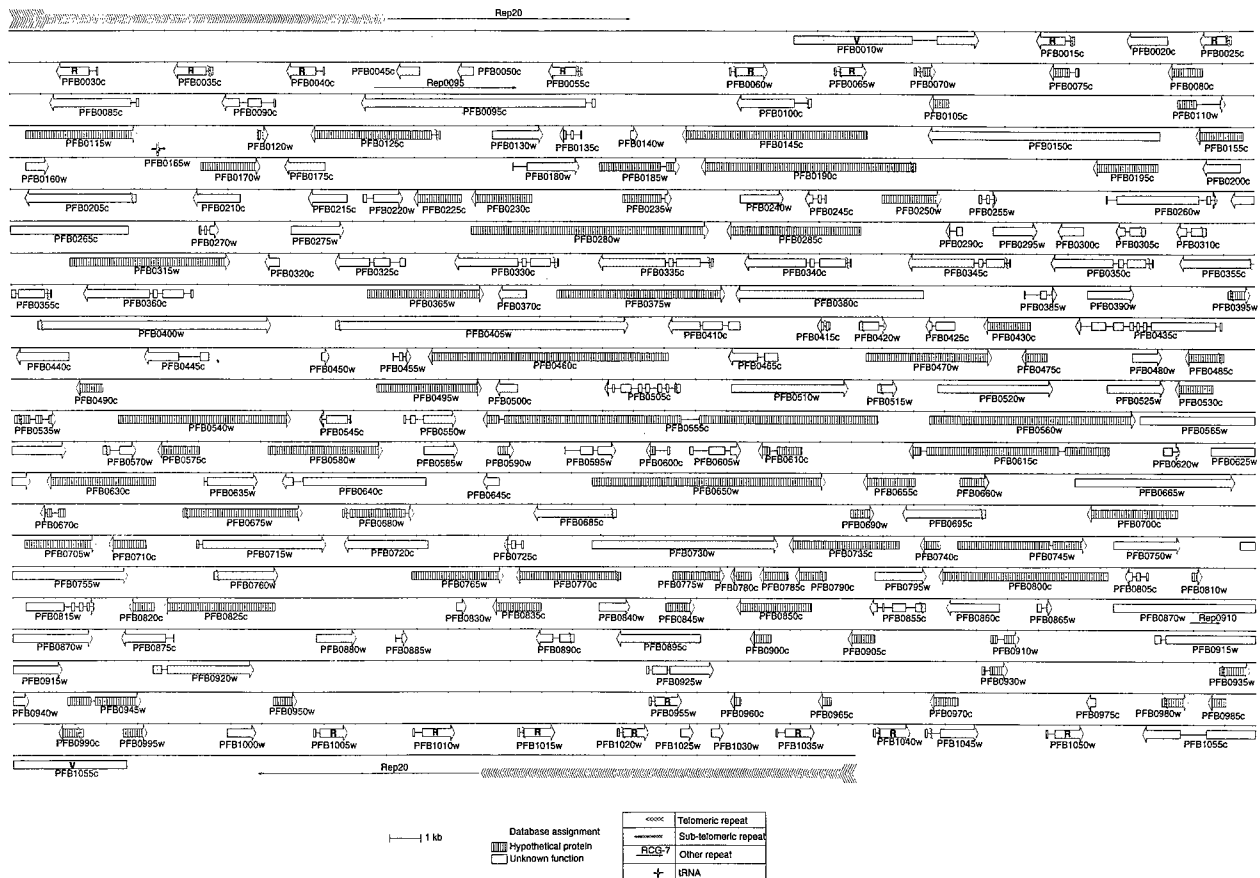 Rep20
V
R
R
PFB0010w PFB0015c PFB0020c PFB0025c
R R R R R R
PFB0030c PFB0035c PFB0040c PFB0045c PFB0050c PFB0055c PFB0060w PFB0065w PFB0070w PFB0075c PFB0080c
Rep0095
PFB0085c PFB0090c PFB0095c PFB0100c PFB0105c PFB0110w
PFB0115w PFB0165w PFB0120w PFB0125c PFB0130w PFB0135c PFB0140w PFB0145c PFB0150c PFB0155c
PFB0160w PFB0170w PFB0175c PFB0180w PFB0185w PFB0190c PFB0195c PFB0200c
PFB0205c PFB0210c PFB0215c PFB0220w PFB0225c PFB0230c PFB0235w PFB0240w PFB0245c PFB0250w PFB0255w PFB0260w
PFB0265c PFB0270w PFB0275w PFB0280w PFB0285c PFB0290c PFB0295w PFB0300c PFB0305c PFB0310c
PFB0315w PFB0320c PFB0325c PFB0330c PFB0335c PFB0340c PFB0345c PFB0350c PFB0355c
PFB0355c PFB0360c PFB0365w PFB0370c PFB0375w PFB0380c PFB0385w PFB0390w PFB0395w
PFB0400w PFB0405w PFB0410c PFB0415c PFB0420w PFB0425c PFB0430c PFB0435c
PFB0440c PFB0445c PFB0450w PFB0455w PFB0460c PFB0465c PFB0470w PFB0475c PFB0480w PFB0485c
PFB0490c PFB0495w PFB0500c PFB0505c PFB0510w PFB0515w PFB0520w PFB0525w PFB0530c
PFB0535w PFB0540w PFB0545c PFB0550w PFB0555c PFB0560w PFB0565w
PFB0570w PFB0575c PFB0580w PFB0585w PFB0590w PFB0595w PFB0600c PFB0605w PFB0610c PFB0615c PFB0620w PFB0625w
PFB0630c PFB0635w PFB0640c PFB0645c PFB0650w PFB0655c PFB0660w PFB0665w
PFB0670c PFB0675w PFB0680w PFB0685c PFB0690w PFB0695c PFB0700c
PFB0705w PFB0710c PFB0715w PFB0720c PFB0725c PFB0730w PFB0735c PFB0740c PFB0745w PFB0750w
PFB0755w PFB0760w PFB0765w PFB0770c PFB0775w PFB0780c PFB0785c PFB0790c PFB0795w PFB0800c PFB0805c PFB0810w
PFB0815w PFB0820c PFB0825c PFB0830w PFB0835c PFB0840w PFB0845w PFB0850c PFB0855c PFB0860c PFB0865w PFB0870w Rep0910
PFB0870w PFB0875c PFB0880w PFB0885w PFB0890c PFB0895c PFB0900c PFB0905c PFB0910w PFB0915w
PFB0915w PFB0920w PFB0925w PFB0930w PFB0935w
R
PFB0940w PFB0945w PFB0950w PFB0955w PFB0960c PFB0965c PFB0970c PFB0975c PFB0980w PFB0985c
R R R R R R R
PFB0990c PFB0995w PFB1000w PFB1005w PFB1010w PFB1015w PFB1020w PFB1025w PFB1030w PFB1035w PFB1040w PFB1045w PFB1050w PFB1055c
V
PFB1055c
Rep20
1 kb
Database assignment
Hypothetical protein
Unknown function
Telomeric repeat
Sub-telomeric repeat
RCG-7 Other repeat
tRNA